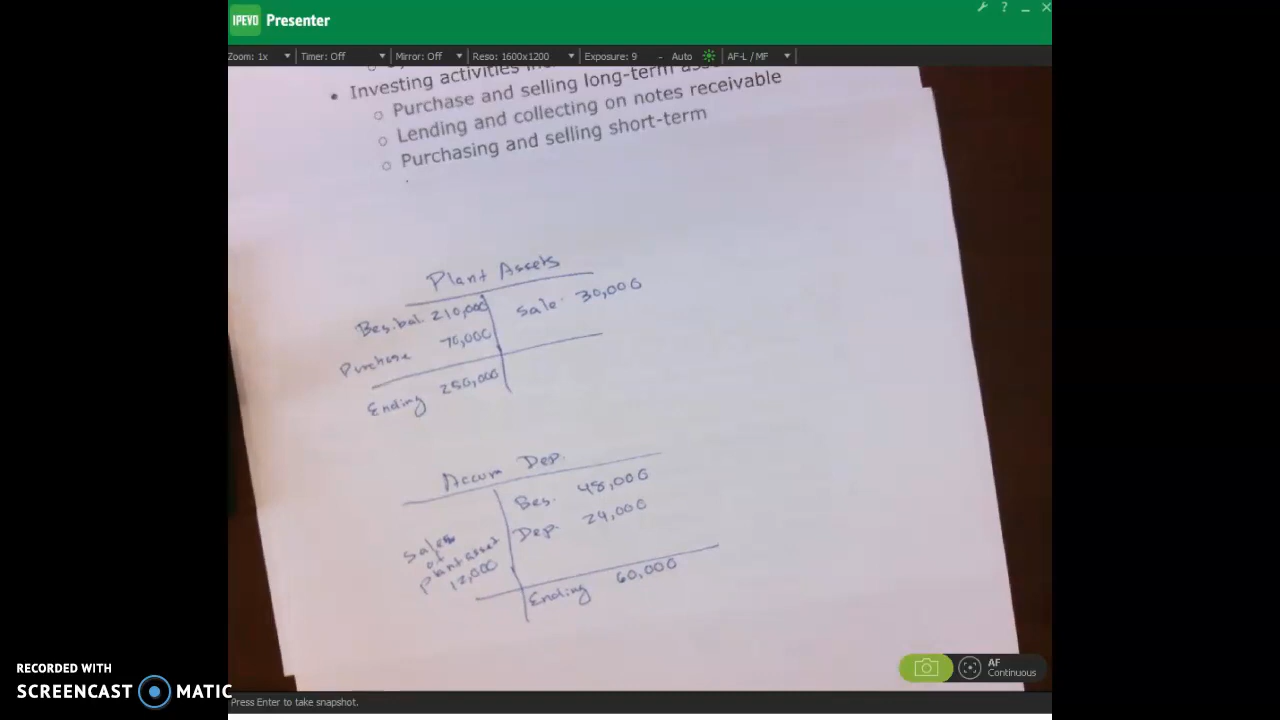 IPEVO Presenter
Zoom: 1x Timer: Off Mirror: Off Reso: 1600x1200 Exposure: 9 - Auto AF-L / MF
Investing activities
Purchase and selling long-term
Lending and collecting on notes receivable
Purchasing and selling short-term
Plant Assets
Beg. bal. 210,000 Sale 30,000
Purchase 70,000
Ending 250,000
Accum Dep.
Beg. 48,000
Dep. 24,000
Sales
of
Plant asset
12,000
Ending 60,000
AF
Continuous
Press Enter to take snapshot.
RECORDED WITH
SCREENCAST MATIC